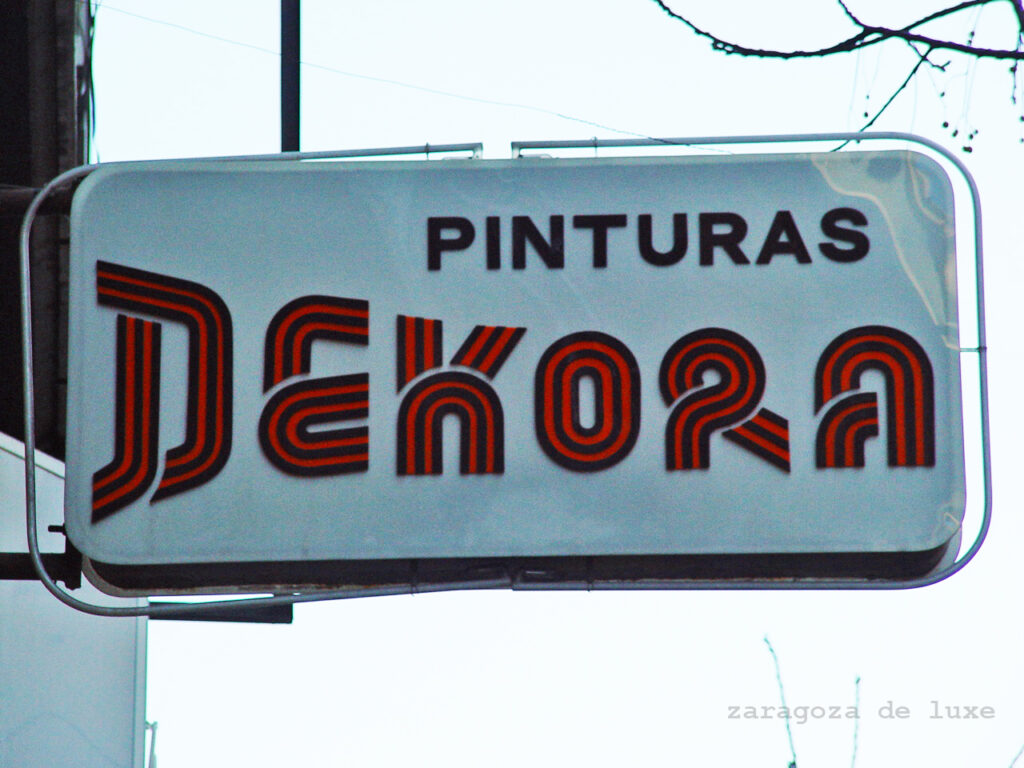 PINTURAS
DEKORA
zaragoza de luxe